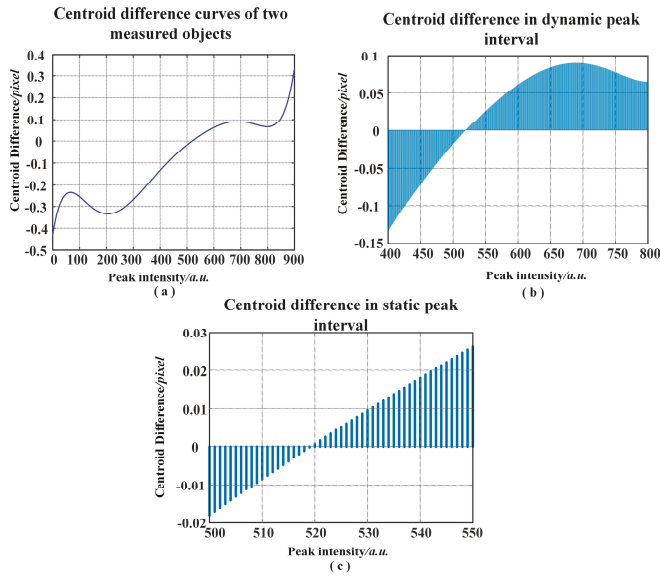 Centroid difference curves of two
measured objects
Centroid Difference/pixel
0.4
0.3
0.2
0.1
0
-0.1
-0.2
-0.3
-0.4
-0.5
0 100 200 300 400 500 600 700 800 900
Peak intensity/a.u.
( a )
Centroid difference in dynamic peak
interval
Centroid Difference/pixel
0.1
0.05
0
-0.05
-0.1
-0.15
400 450 500 550 600 650 700 750 800
Peak intensity/a.u.
( b )
Centroid difference in static peak
interval
Centroid Difference/pixel
0.03
0.02
0.01
0
-0.01
-0.02
500 510 520 530 540 550
Peak intensity/a.u.
( c )